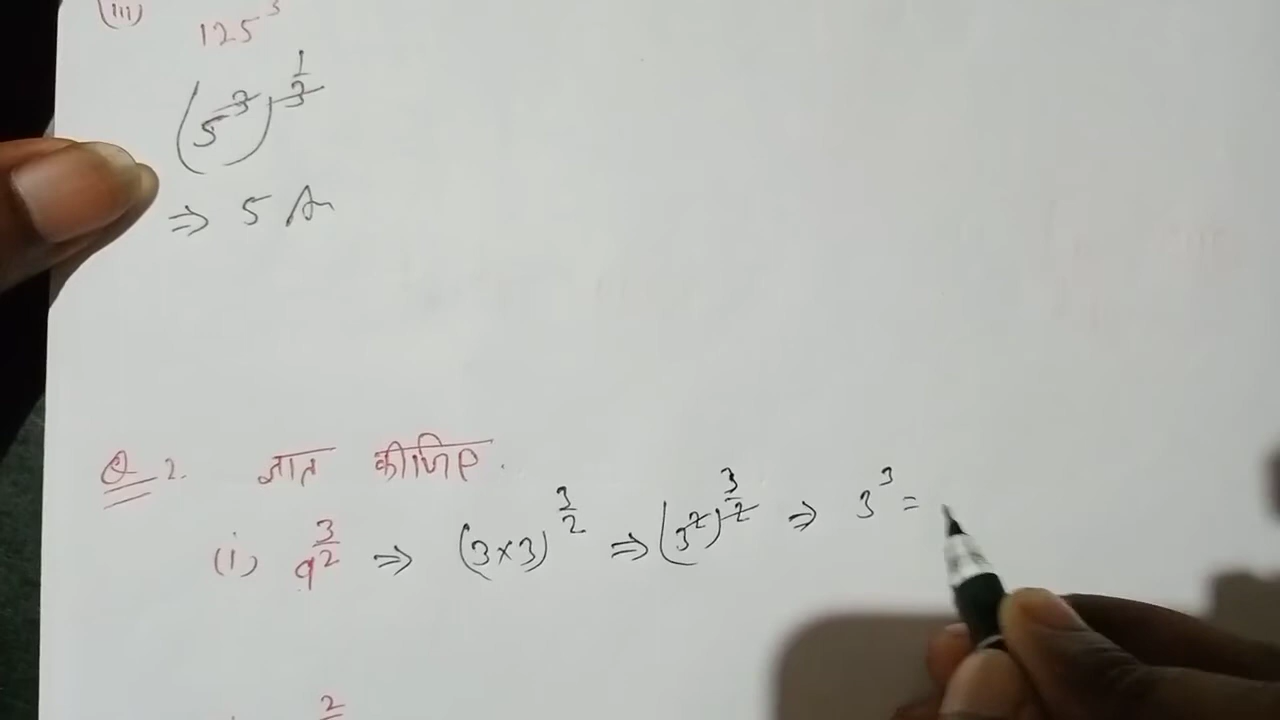 (iii) 125^3
(5^3)^1/3
⇒ 5 An
Q 2. ज्ञात कीजिए.
(i) 9^3/2 ⇒ (3×3)^3/2 ⇒ (3^2)^3/2 ⇒ 3^3 =
2